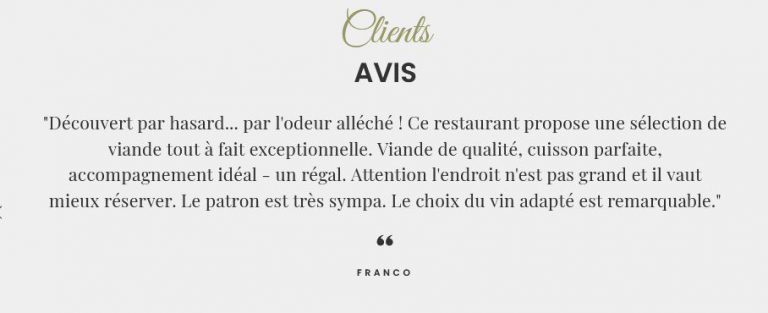 Clients
AVIS
"Découvert par hasard... par l'odeur alléché ! Ce restaurant propose une sélection de
viande tout à fait exceptionnelle. Viande de qualité, cuisson parfaite,
accompagnement idéal - un régal. Attention l'endroit n'est pas grand et il vaut
mieux réserver. Le patron est très sympa. Le choix du vin adapté est remarquable."
❝
FRANCO